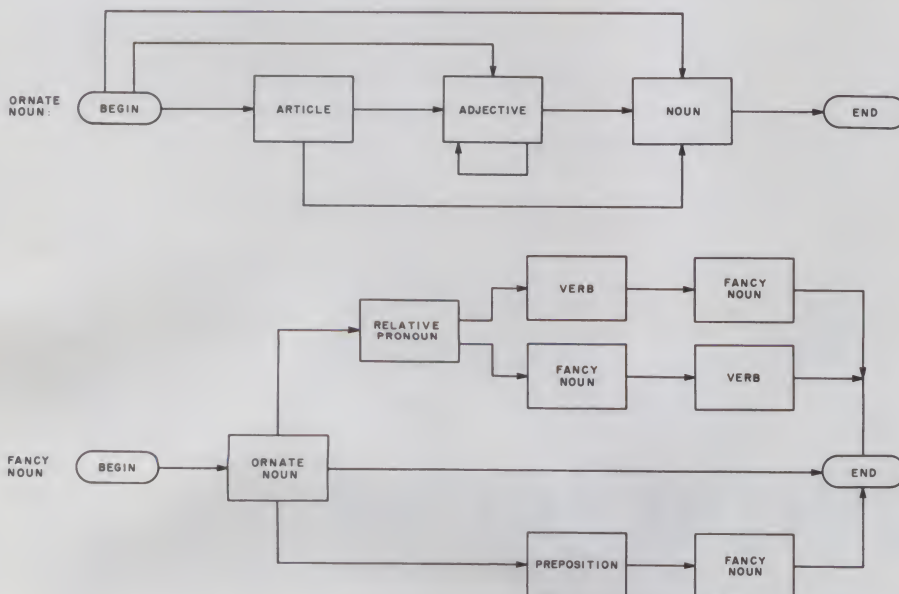 ORNATE
NOUN:
BEGIN
ARTICLE
ADJECTIVE
NOUN
END
VERB
FANCY
NOUN
RELATIVE
PRONOUN
FANCY
NOUN
VERB
FANCY
NOUN
BEGIN
ORNATE
NOUN
END
PREPOSITION
FANCY
NOUN